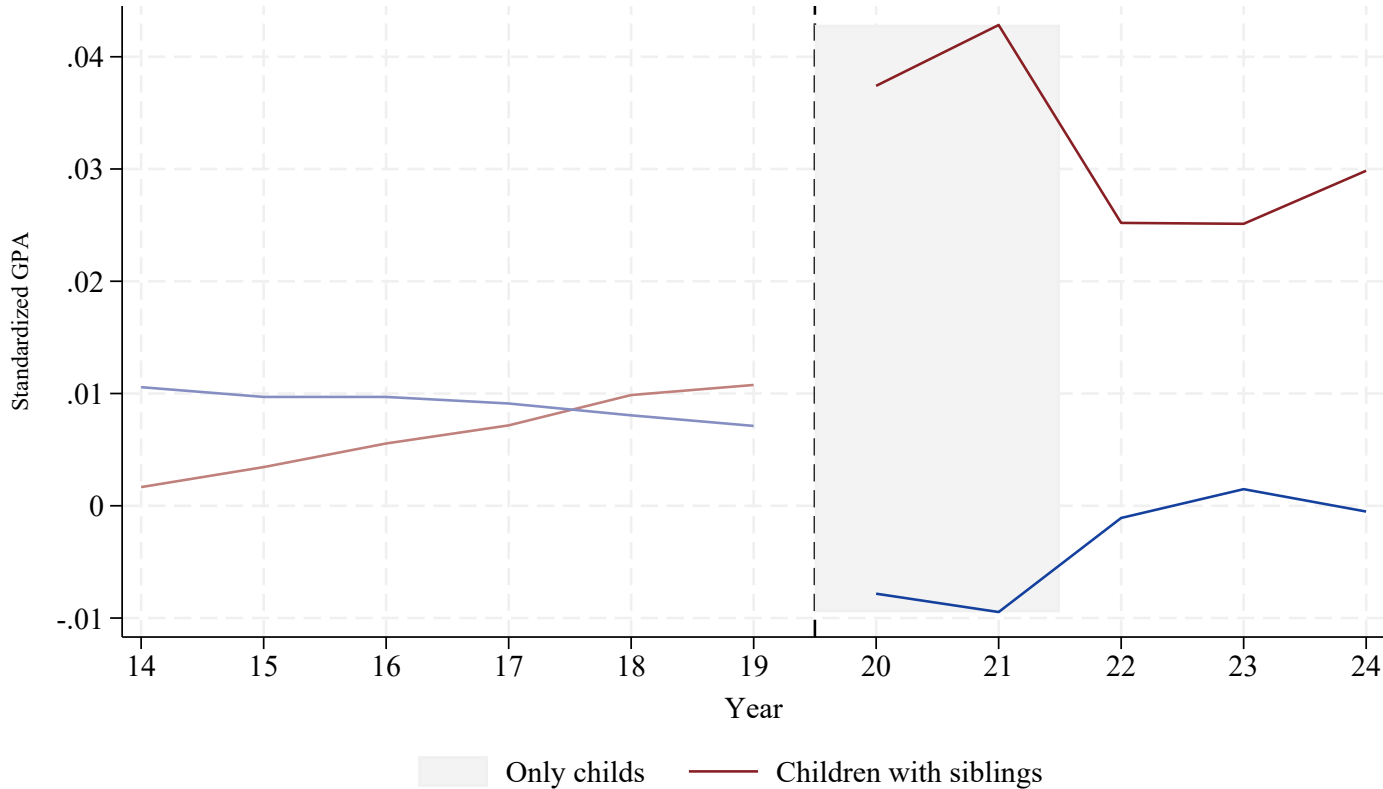 Standardized GPA
.04
.03
.02
.01
0
-.01
14 15 16 17 18 19 20 21 22 23 24
Year
Only childs Children with siblings